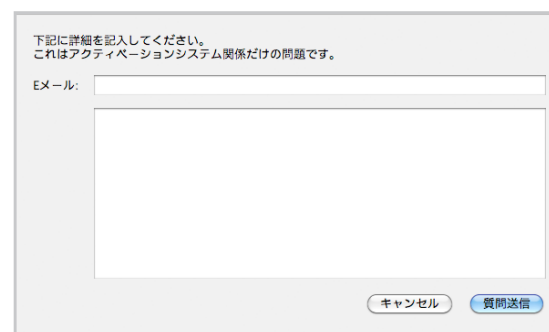 下記に詳細を記入してください。
これはアクティベーションシステム関係だけの問題です。
Eメール:
キャンセル
質問送信